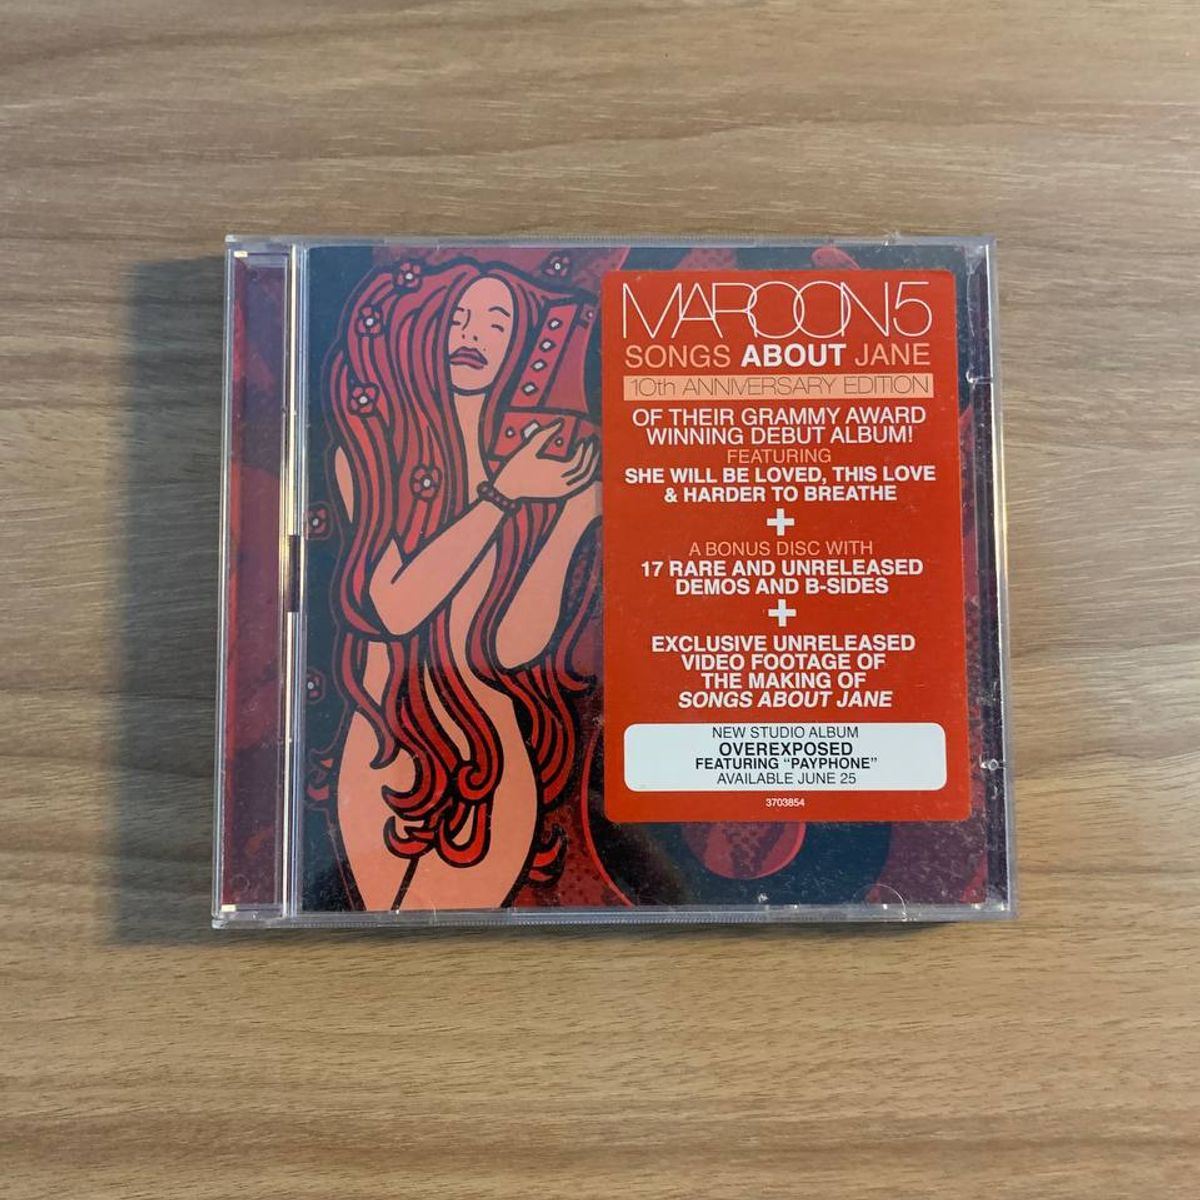 MAROON5
SONGS ABOUT JANE
10th ANNIVERSARY EDITION
OF THEIR GRAMMY AWARD
WINNING DEBUT ALBUM!
FEATURING
SHE WILL BE LOVED, THIS LOVE
& HARDER TO BREATHE
+
A BONUS DISC WITH
17 RARE AND UNRELEASED
DEMOS AND B-SIDES
+
EXCLUSIVE UNRELEASED
VIDEO FOOTAGE OF
THE MAKING OF
SONGS ABOUT JANE
NEW STUDIO ALBUM
OVEREXPOSED
FEATURING “PAYPHONE”
AVAILABLE JUNE 25
3703854